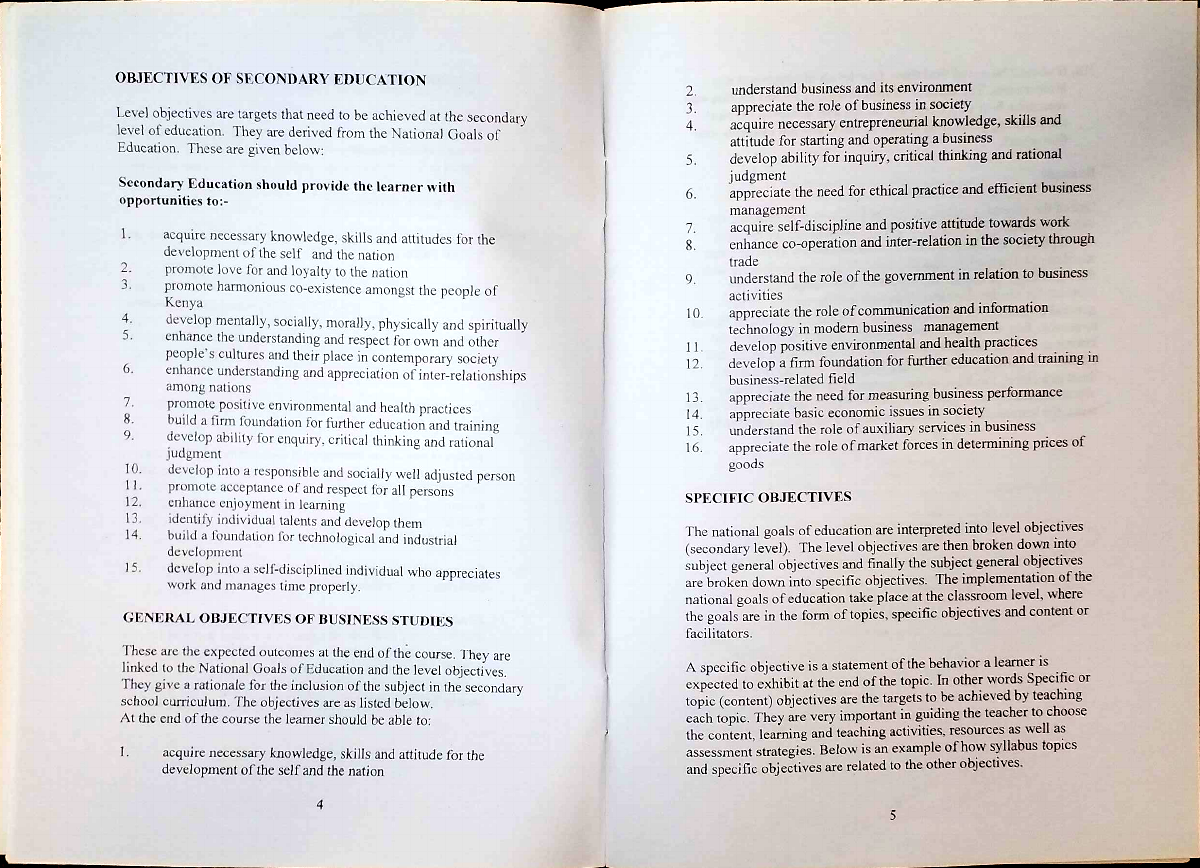 OBJECTIVES OF SECONDARY EDUCATION
Level objectives are targets that need to be achieved at the secondary
level of education. They are derived from the National Goals of
Education. These are given below:
Secondary Education should provide the learner with
opportunities to:-
1. acquire necessary knowledge, skills and attitudes for the
development of the self and the nation
2. promote love for and loyalty to the nation
3. promote harmonious co-existence amongst the people of
Kenya
4. develop mentally, socially, morally, physically and spiritually
5. enhance the understanding and respect for own and other
people's cultures and their place in contemporary society
6. enhance understanding and appreciation of inter-relationships
among nations
7. promote positive environmental and health practices
8. build a firm foundation for further education and training
9. develop ability for enquiry, critical thinking and rational
judgment
10. develop into a responsible and socially well adjusted person
11. promote acceptance of and respect for all persons
12. enhance enjoyment in learning
13. identify individual talents and develop them
14. build a foundation for technological and industrial
development
15. develop into a self-disciplined individual who appreciates
work and manages time properly.
GENERAL OBJECTIVES OF BUSINESS STUDIES
These are the expected outcomes at the end of the course. They are
linked to the National Goals of Education and the level objectives.
They give a rationale for the inclusion of the subject in the secondary
school curriculum. The objectives are as listed below.
At the end of the course the learner should be able to:
1. acquire necessary knowledge, skills and attitude for the
development of the self and the nation
4
2. understand business and its environment
3. appreciate the role of business in society
4. acquire necessary entrepreneurial knowledge, skills and
attitude for starting and operating a business
5. develop ability for inquiry, critical thinking and rational
judgment
6. appreciate the need for ethical practice and efficient business
management
7. acquire self-discipline and positive attitude towards work
8. enhance co-operation and inter-relation in the society through
trade
9. understand the role of the government in relation to business
activities
10. appreciate the role of communication and information
technology in modern business management
11. develop positive environmental and health practices
12. develop a firm foundation for further education and training in
business-related field
13. appreciate the need for measuring business performance
14. appreciate basic economic issues in society
15. understand the role of auxiliary services in business
16. appreciate the role of market forces in determining prices of
goods
SPECIFIC OBJECTIVES
The national goals of education are interpreted into level objectives
(secondary level). The level objectives are then broken down into
subject general objectives and finally the subject general objectives
are broken down into specific objectives. The implementation of the
national goals of education take place at the classroom level, where
the goals are in the form of topics, specific objectives and content or
facilitators.
A specific objective is a statement of the behavior a learner is
expected to exhibit at the end of the topic. In other words Specific or
topic (content) objectives are the targets to be achieved by teaching
each topic. They are very important in guiding the teacher to choose
the content, learning and teaching activities, resources as well as
assessment strategies. Below is an example of how syllabus topics
and specific objectives are related to the other objectives.
5